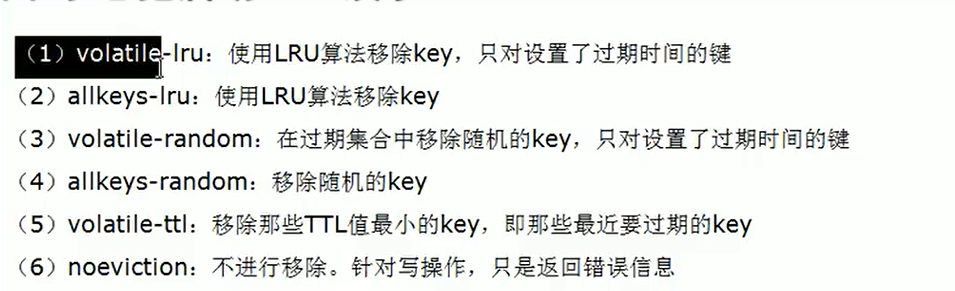 （1）volatile-lru：使用LRU算法移除key，只对设置了过期时间的键
（2）allkeys-lru：使用LRU算法移除key
（3）volatile-random：在过期集合中移除随机的key，只对设置了过期时间的键
（4）allkeys-random：移除随机的key
（5）volatile-ttl：移除那些TTL值最小的key，即那些最近要过期的key
（6）noeviction：不进行移除。针对写操作，只是返回错误信息